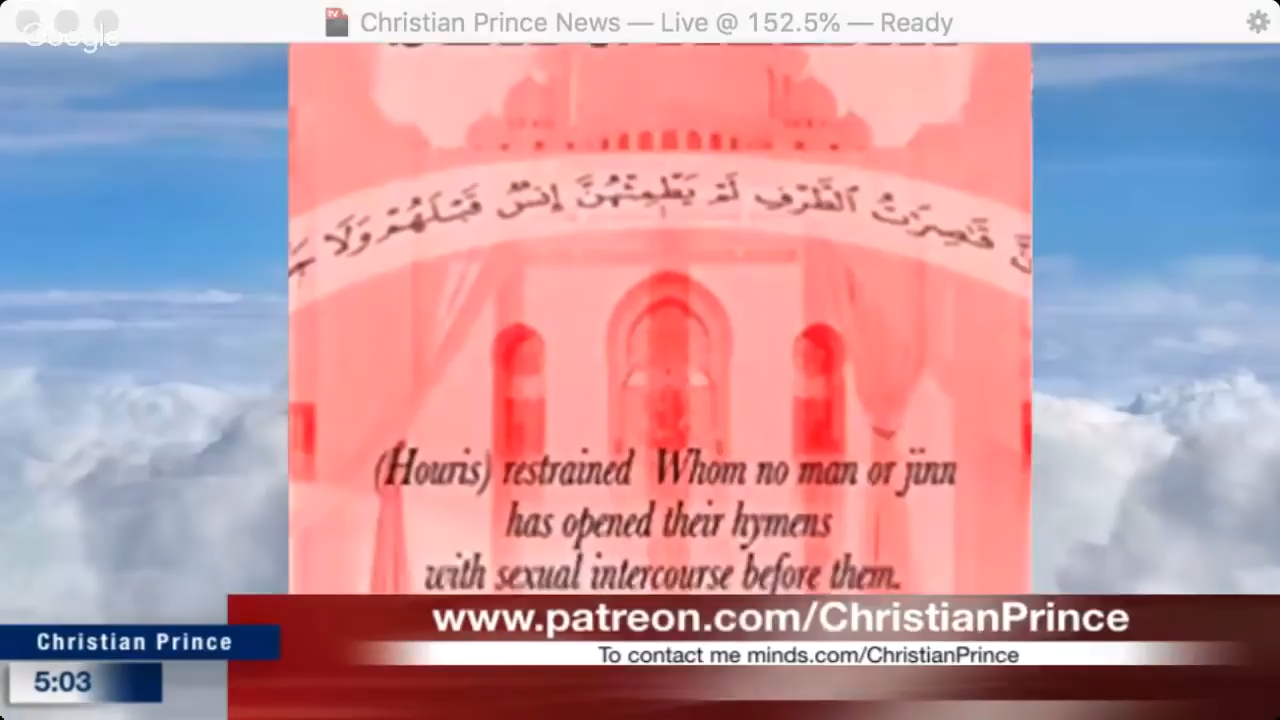 Christian Prince News — Live @ 152.5% — Ready
Google
قَٰصِرَٰتُ ٱلطَّرْفِ لَمْ يَطْمِثْهُنَّ إِنسٌ قَبْلَهُمْ وَلَا
(Houris) restrained Whom no man or jinn
has opened their hymens
with sexual intercourse before them.
www.patreon.com/ChristianPrince
To contact me minds.com/ChristianPrince
Christian Prince
5:03